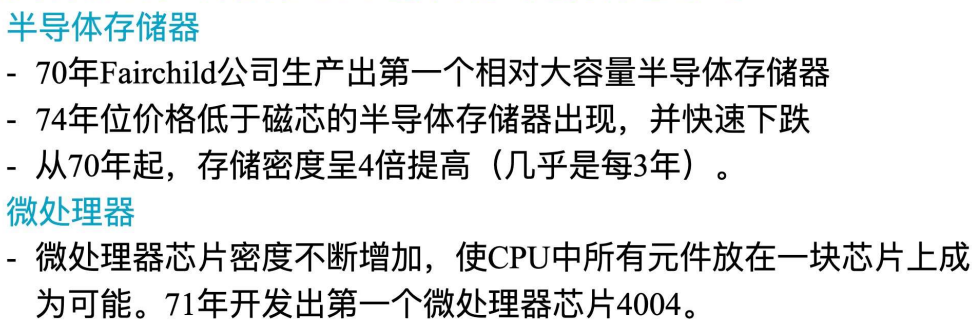 半导体存储器
- 70年Fairchild公司生产出第一个相对大容量半导体存储器
- 74年位价格低于磁芯的半导体存储器出现，并快速下跌
- 从70年起，存储密度呈4倍提高（几乎是每3年）。
微处理器
- 微处理器芯片密度不断增加，使CPU中所有元件放在一块芯片上成
为可能。71年开发出第一个微处理器芯片4004。